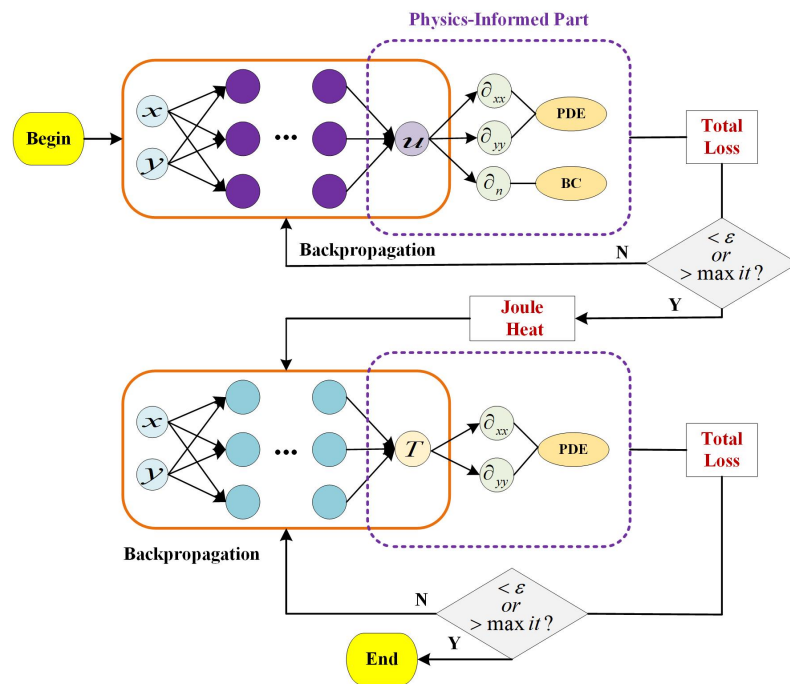 Physics-Informed Part
Begin
x
y
...
u
∂xx
∂yy
∂n
PDE
BC
Total
Loss
Backpropagation
N
< ε
or
> max it ?
Y
Joule
Heat
x
y
...
T
∂xx
∂yy
PDE
Total
Loss
Backpropagation
N
< ε
or
> max it ?
Y
End